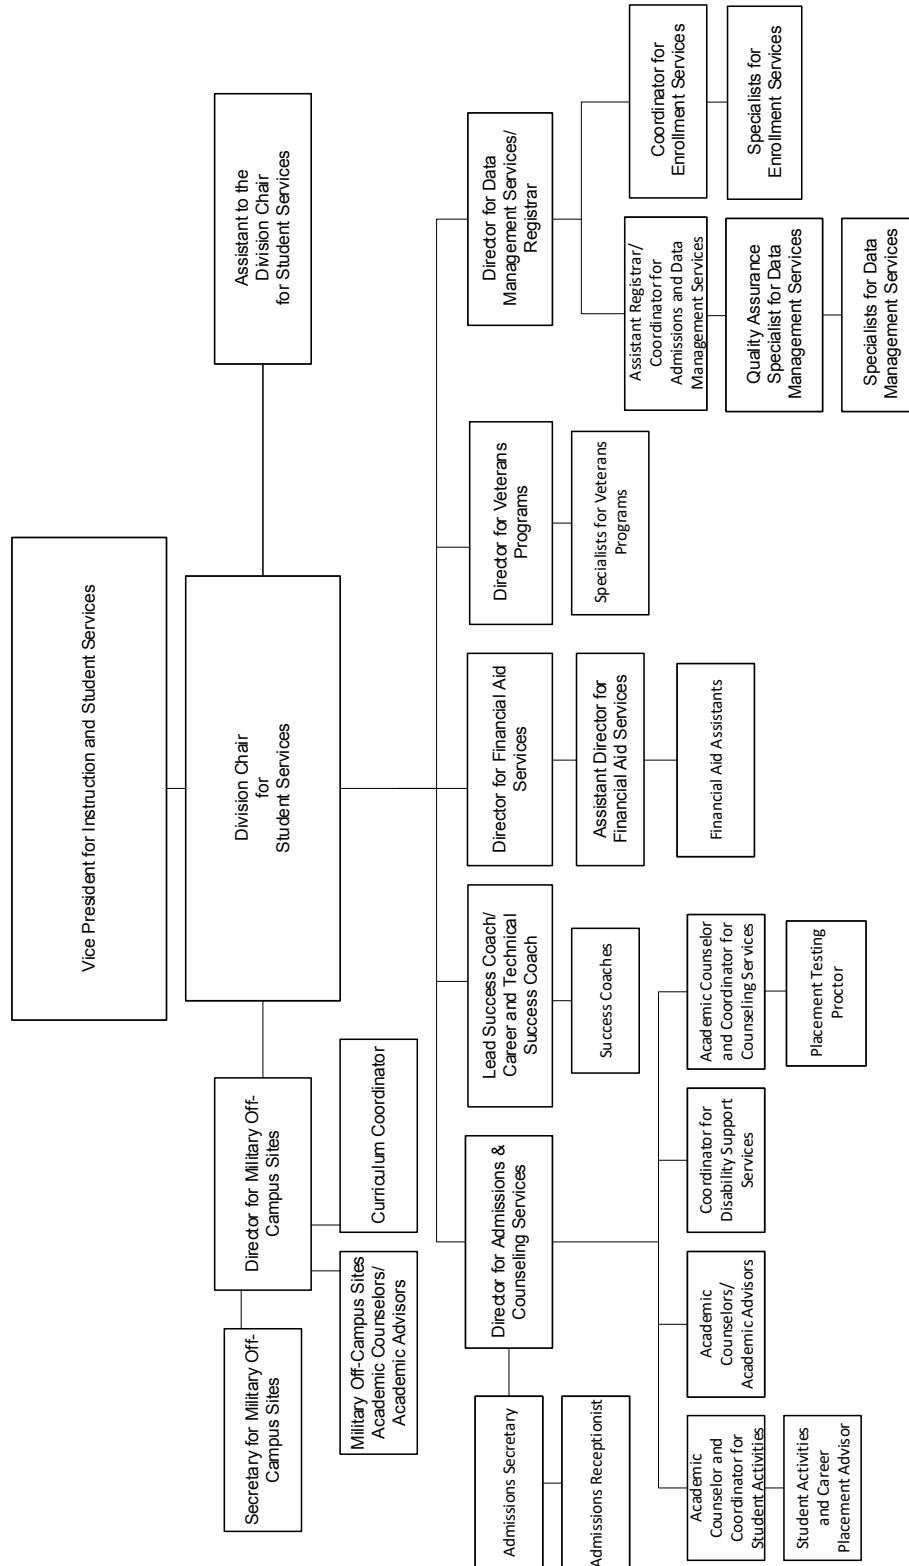 Vice President for Instruction and Student Services
Division Chair
for
Student Services
Assistant to the
Division Chair
for Student Services
Director for Military Off-
Campus Sites
Secretary for Military Off-
Campus Sites
Military Off-Campus Sites
Academic Counselors/
Academic Advisors
Curriculum Coordinator
Director for Admissions &
Counseling Services
Lead Success Coach/
Career and Technical
Success Coach
Director for Financial Aid
Services
Director for Veterans
Programs
Director for Data
Management Services/
Registrar
Admissions Secretary
Admissions Receptionist
Success Coaches
Assistant Director for
Financial Aid Services
Financial Aid Assistants
Specialists for Veterans
Programs
Assistant Registrar/
Coordinator for
Admissions and Data
Management Services
Quality Assurance
Specialist for Data
Management Services
Specialists for Data
Management Services
Coordinator for
Enrollment Services
Specialists for
Enrollment Services
Academic
Counselor and
Coordinator for
Student Activities
Student Activities
and Career
Placement Advisor
Academic
Counselors/
Academic Advisors
Coordinator for
Disability Support
Services
Academic Counselor
and Coordinator for
Counseling Services
Placement Testing
Proctor